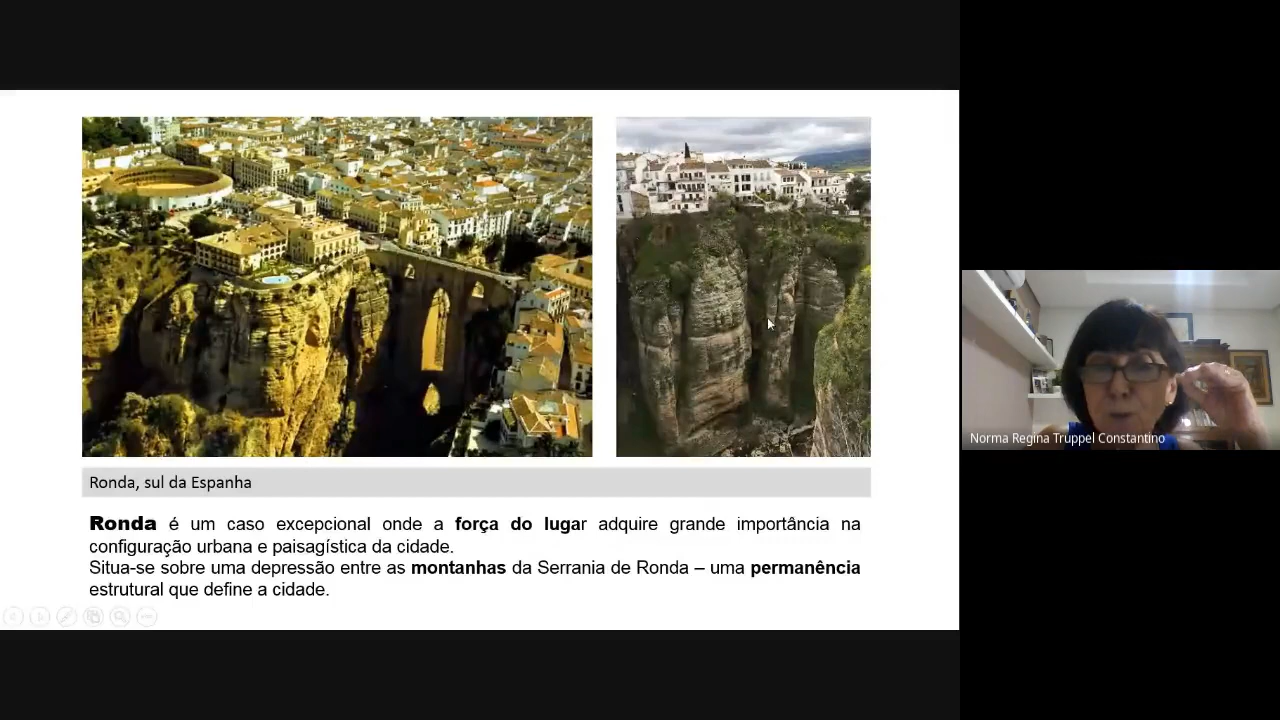 Ronda, sul da Espanha
Ronda é um caso excepcional onde a força do lugar adquire grande importância na
configuração urbana e paisagística da cidade.
Situa-se sobre uma depressão entre as montanhas da Serrania de Ronda – uma permanência
estrutural que define a cidade.
Norma Regina Truppel Constantino